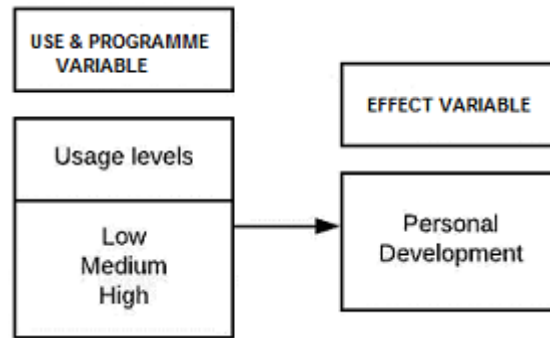 USE & PROGRAMME
VARIABLE
Usage levels
Low
Medium
High
EFFECT VARIABLE
Personal
Development